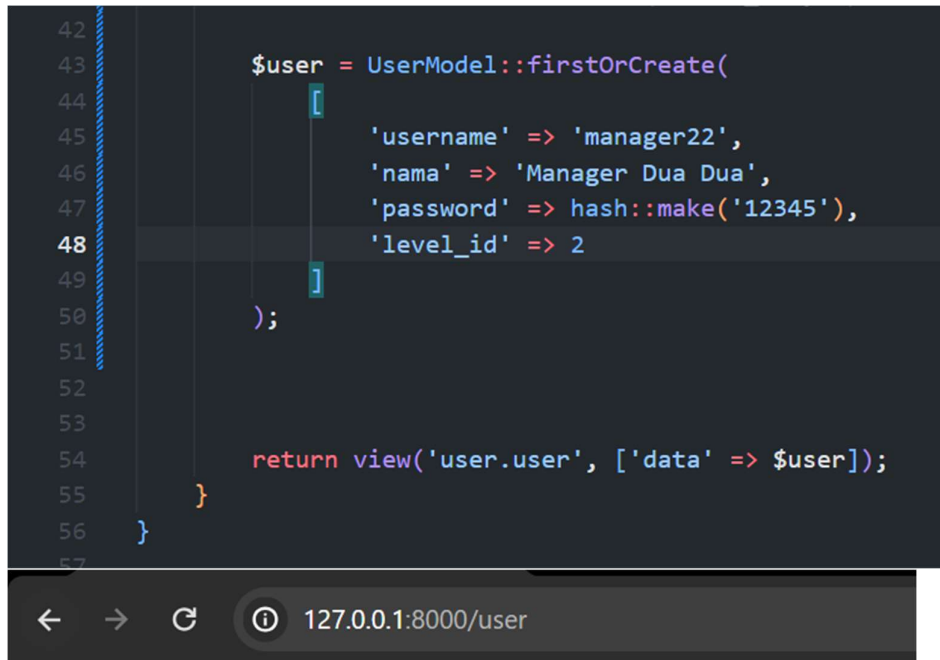 42
43 $user = UserModel::firstOrCreate(
44 [
45 'username' => 'manager22',
46 'nama' => 'Manager Dua Dua',
47 'password' => hash::make('12345'),
48 'level_id' => 2
49 ]
50 );
51
52
53
54 return view('user.user', ['data' => $user]);
55 }
56 }
57
127.0.0.1:8000/user